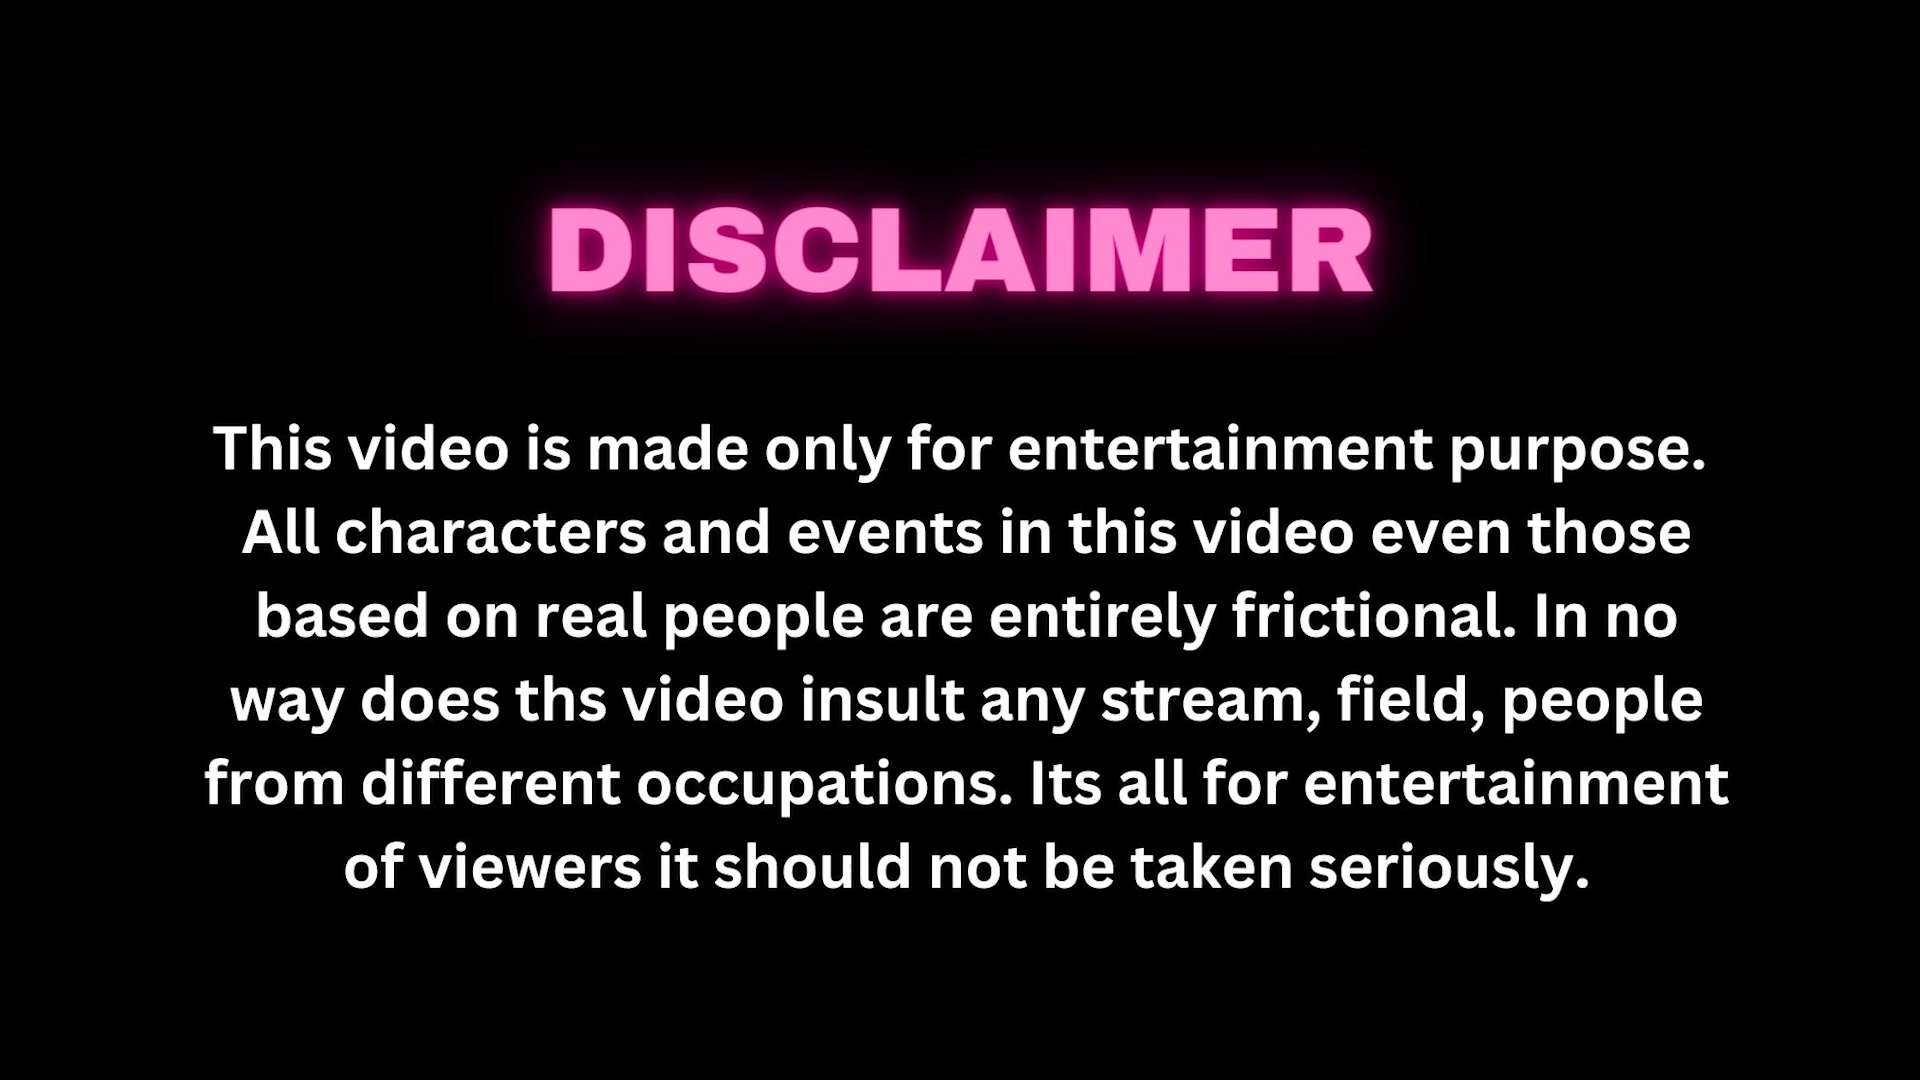 DISCLAIMER
This video is made only for entertainment purpose.
All characters and events in this video even those
based on real people are entirely frictional. In no
way does ths video insult any stream, field, people
from different occupations. Its all for entertainment
of viewers it should not be taken seriously.